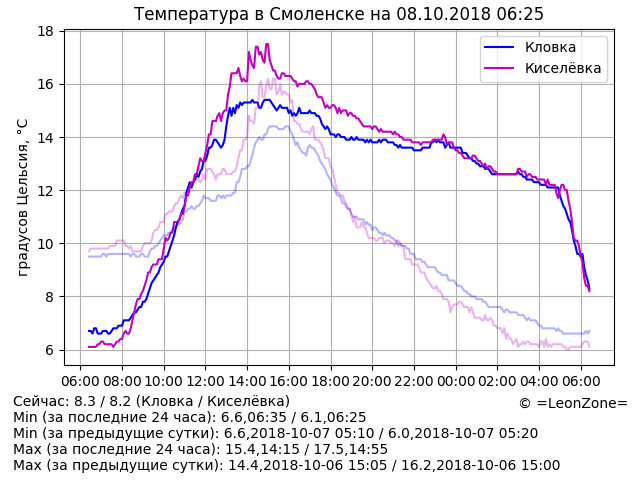 Температура в Смоленске на 08.10.2018 06:25
градусов Цельсия, °C
18
16
14
12
10
8
6
Кловка
Киселёвка
06:00 08:00 10:00 12:00 14:00 16:00 18:00 20:00 22:00 00:00 02:00 04:00 06:00
Сейчас: 8.3 / 8.2 (Кловка / Киселёвка)
© =LeonZone=
Min (за последние 24 часа): 6.6,06:35 / 6.1,06:25
Min (за предыдущие сутки): 6.6,2018-10-07 05:10 / 6.0,2018-10-07 05:20
Max (за последние 24 часа): 15.4,14:15 / 17.5,14:55
Max (за предыдущие сутки): 14.4,2018-10-06 15:05 / 16.2,2018-10-06 15:00